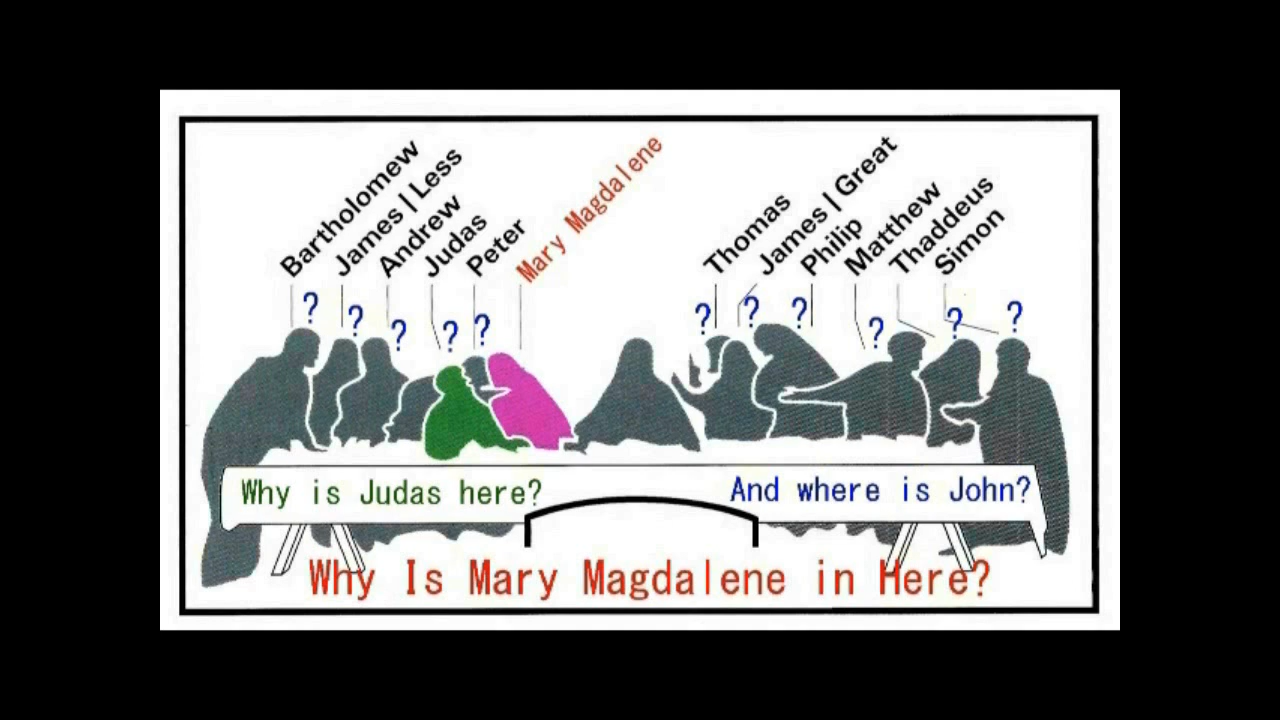 Bartholomew
James | Less
Andrew
Judas
Peter
Mary Magdalene
Thomas
James | Great
Philip
Matthew
Thaddeus
Simon
? ? ? ? ? ? ? ? ? ? ?
Why is Judas here?
And where is John?
Why Is Mary Magdalene in Here?